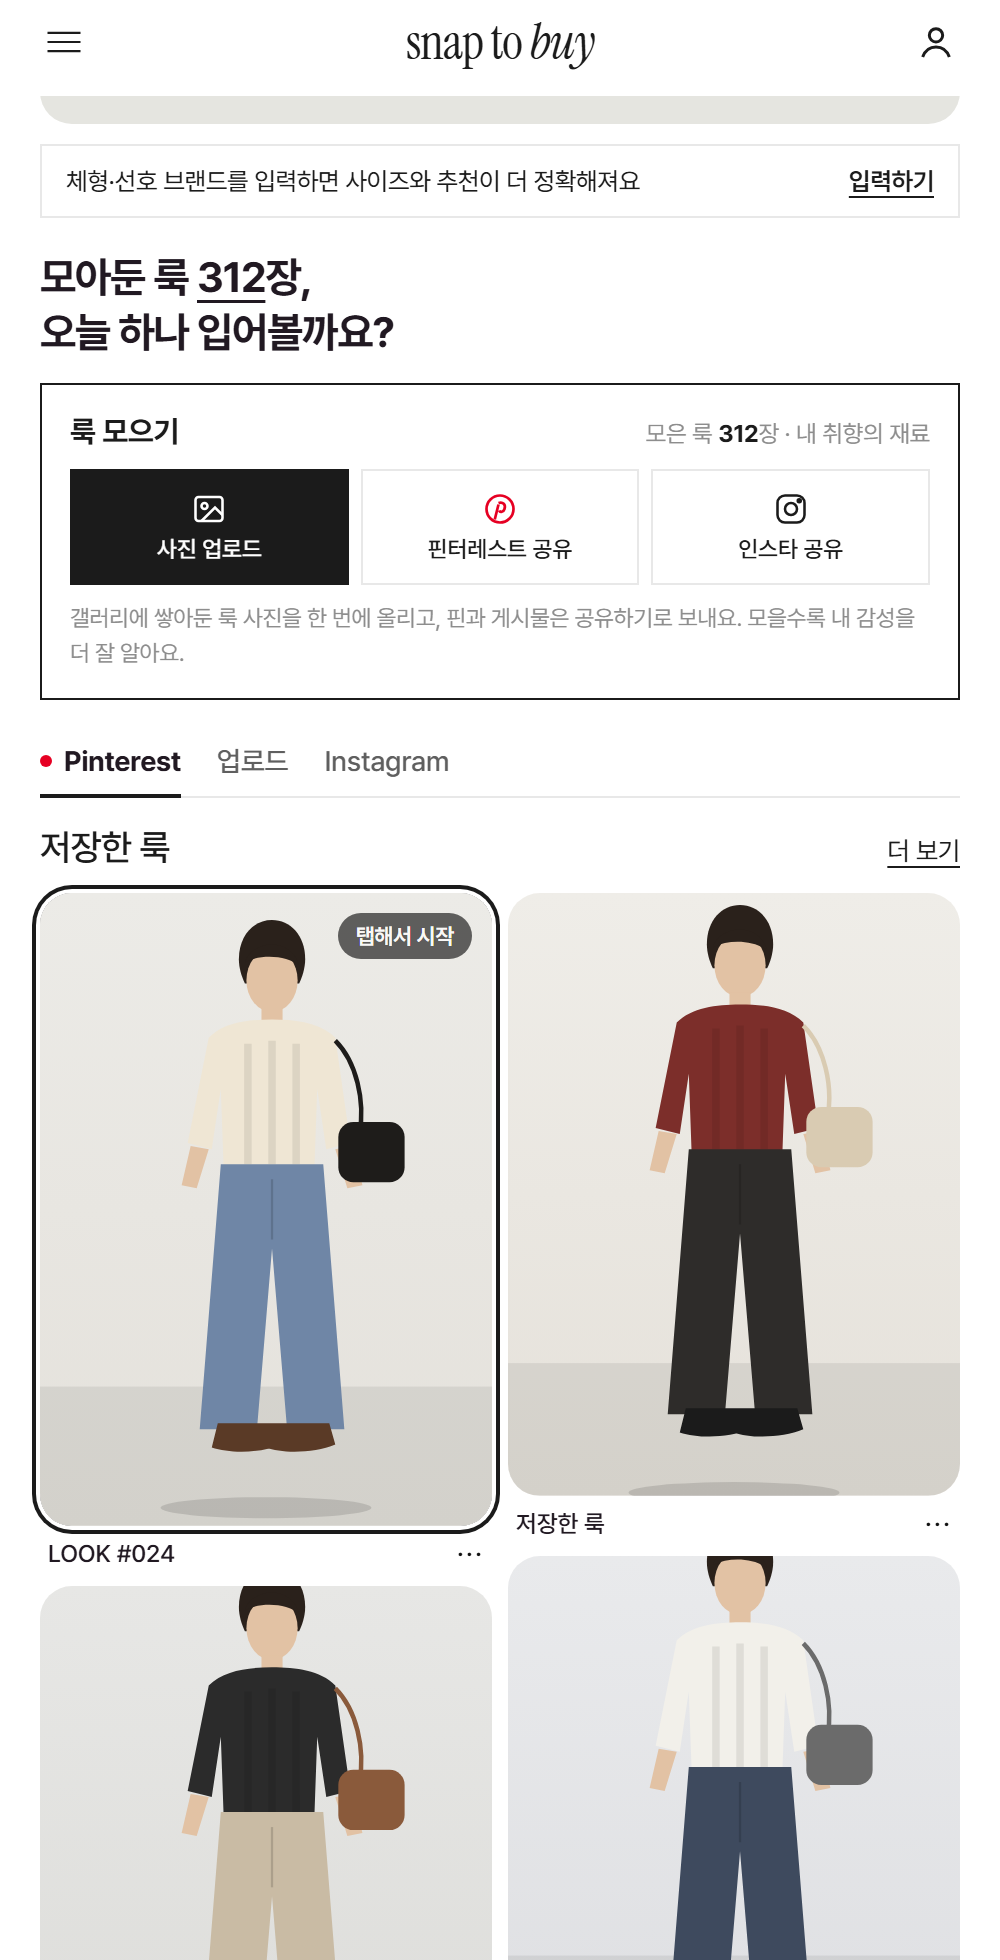 snap to buy
체형·선호 브랜드를 입력하면 사이즈와 추천이 더 정확해져요 입력하기
모아둔 룩 312장,
오늘 하나 입어볼까요?
룩 모으기 모은 룩 312장 · 내 취향의 재료
사진 업로드 핀터레스트 공유 인스타 공유
갤러리에 쌓아둔 룩 사진을 한 번에 올리고, 핀과 게시물은 공유하기로 보내요. 모을수록 내 감성을
더 잘 알아요.
Pinterest 업로드 Instagram
저장한 룩 더 보기
탭해서 시작
저장한 룩 ···
LOOK #024 ···